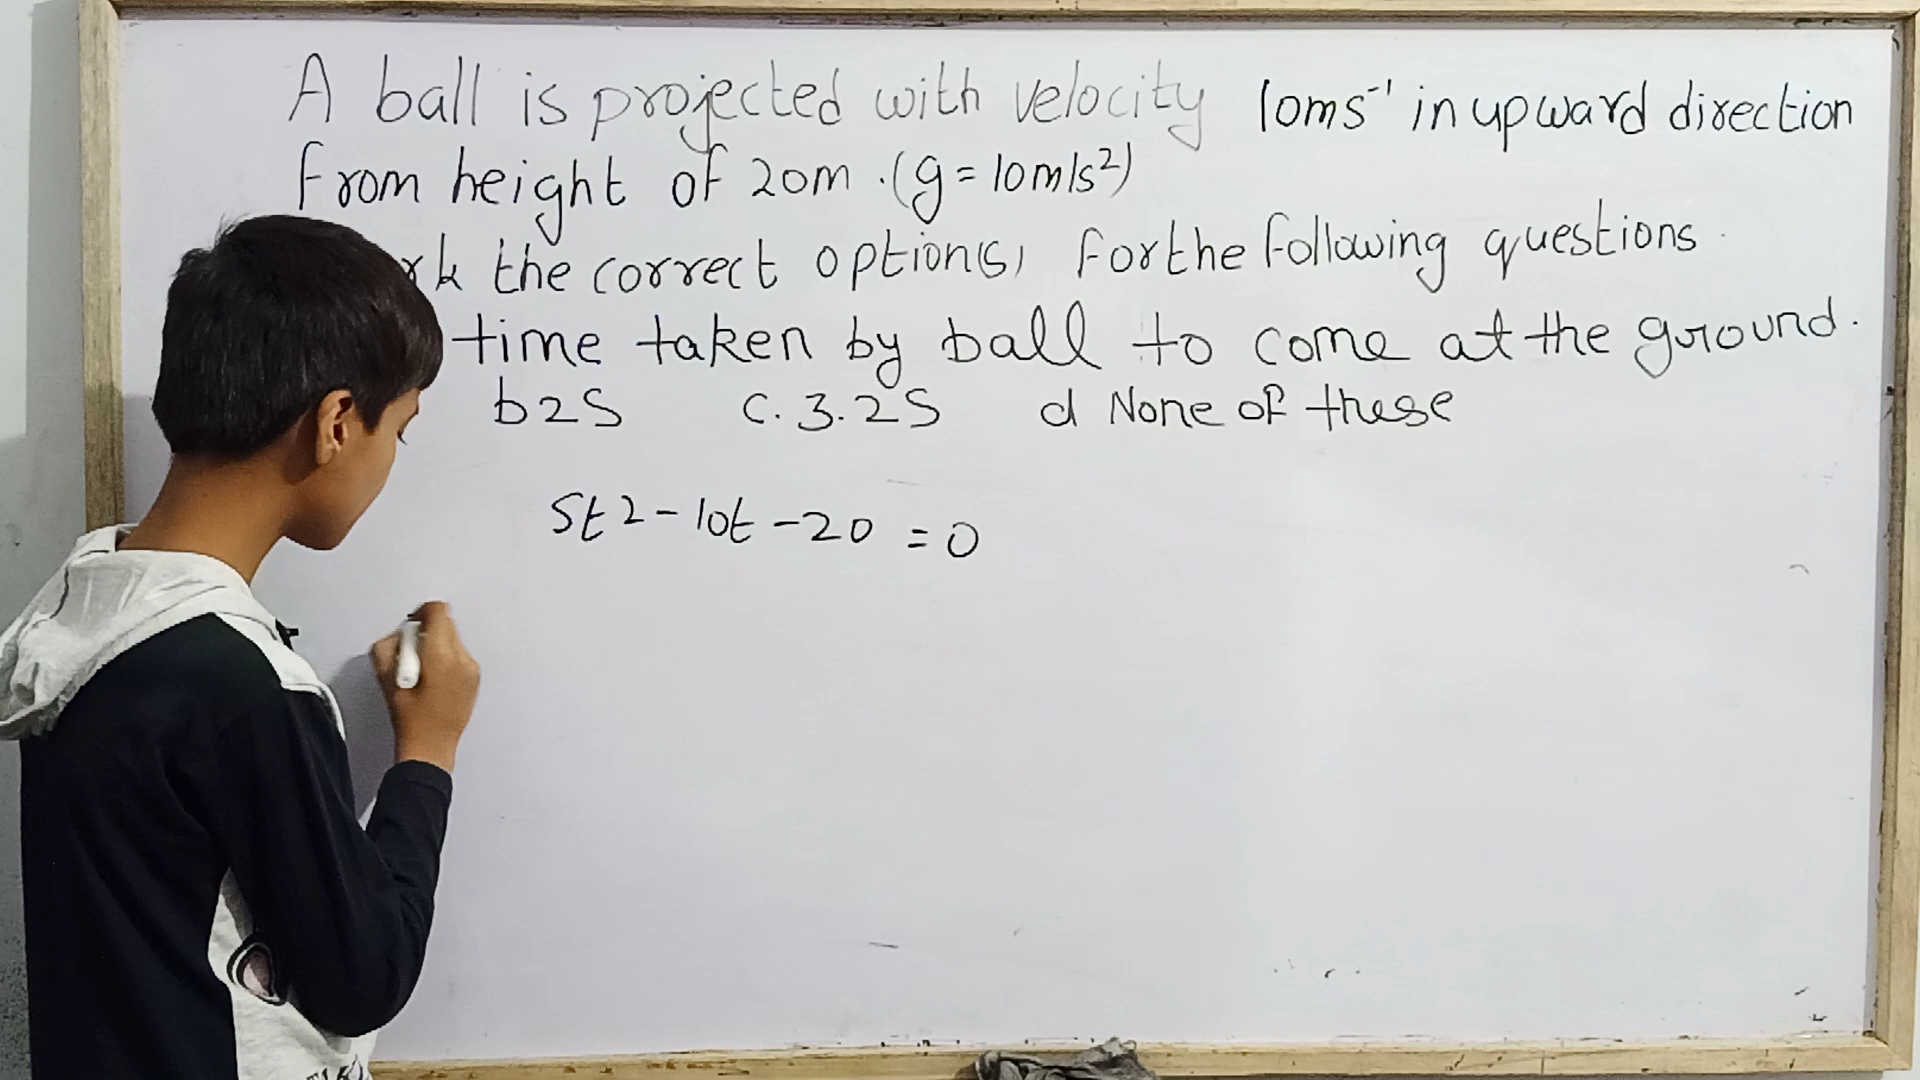 A ball is projected with velocity 10ms⁻¹ in upward direction
from height of 20m . (g = 10m/s²)
the correct option(s) for the following questions
time taken by ball to come at the ground.
b 2S C. 3.2S d None of these
5t2 - 10t - 20 = 0